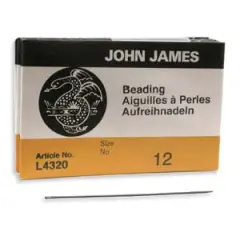 JOHN JAMES
Beading
Aiguilles à Perles
Aufreihnadeln
Article No.
L4320
Size
No
12